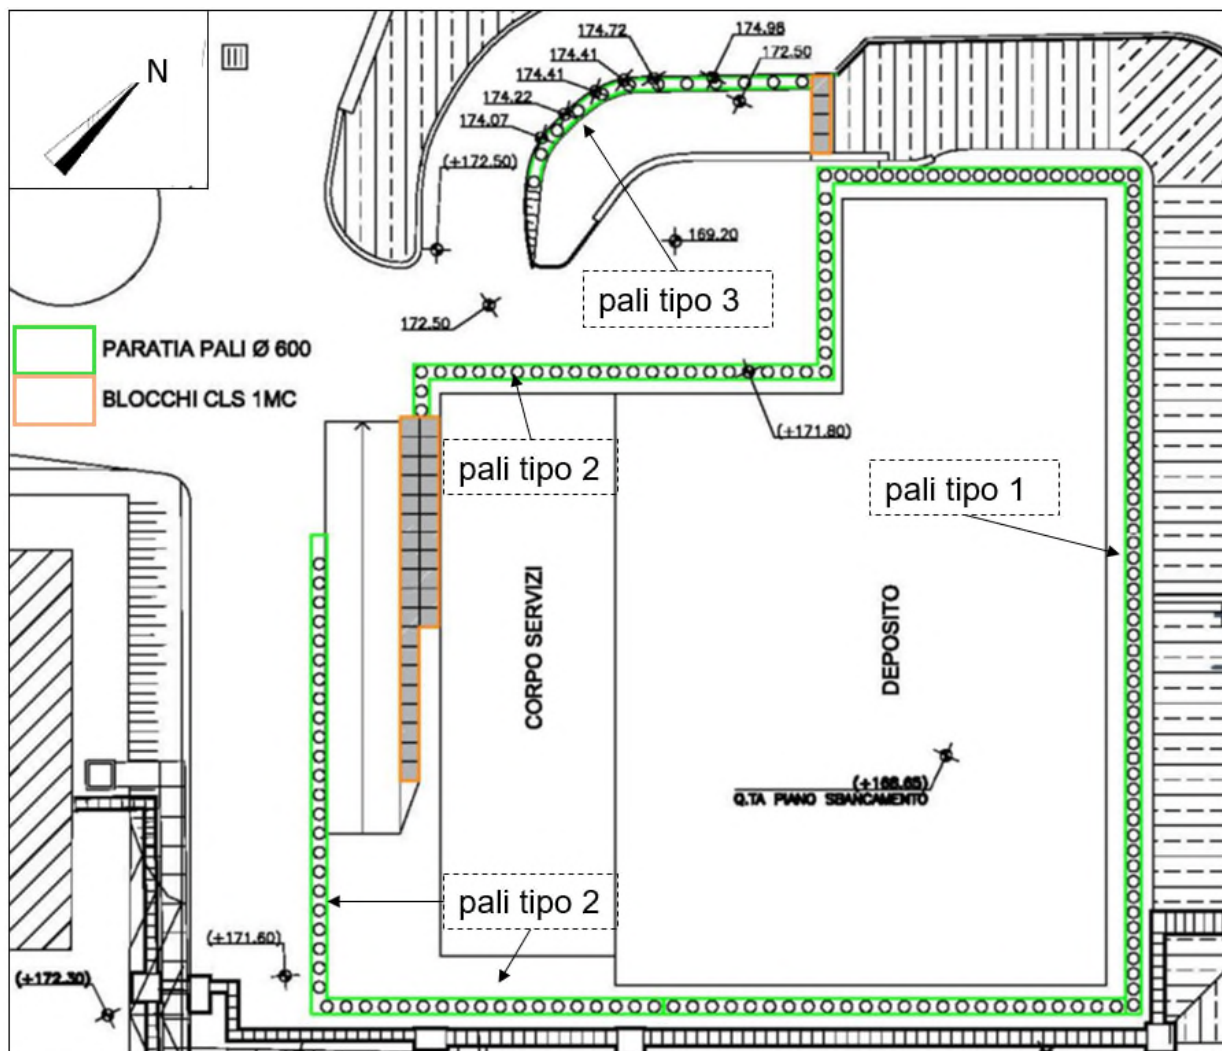 174.72
174.98
N
174.41
172.50
174.41
174.22
174.07
(+172.50)
169.20
pali tipo 3
172.50
PARATIA PALI Ø 600
BLOCCHI CLS 1MC
(+171.80)
pali tipo 2
pali tipo 1
CORPO SERVIZI
DEPOSITO
(+168.65)
Q.TA PIANO SBANCAMENTO
pali tipo 2
(+171.60)
(+172.30)